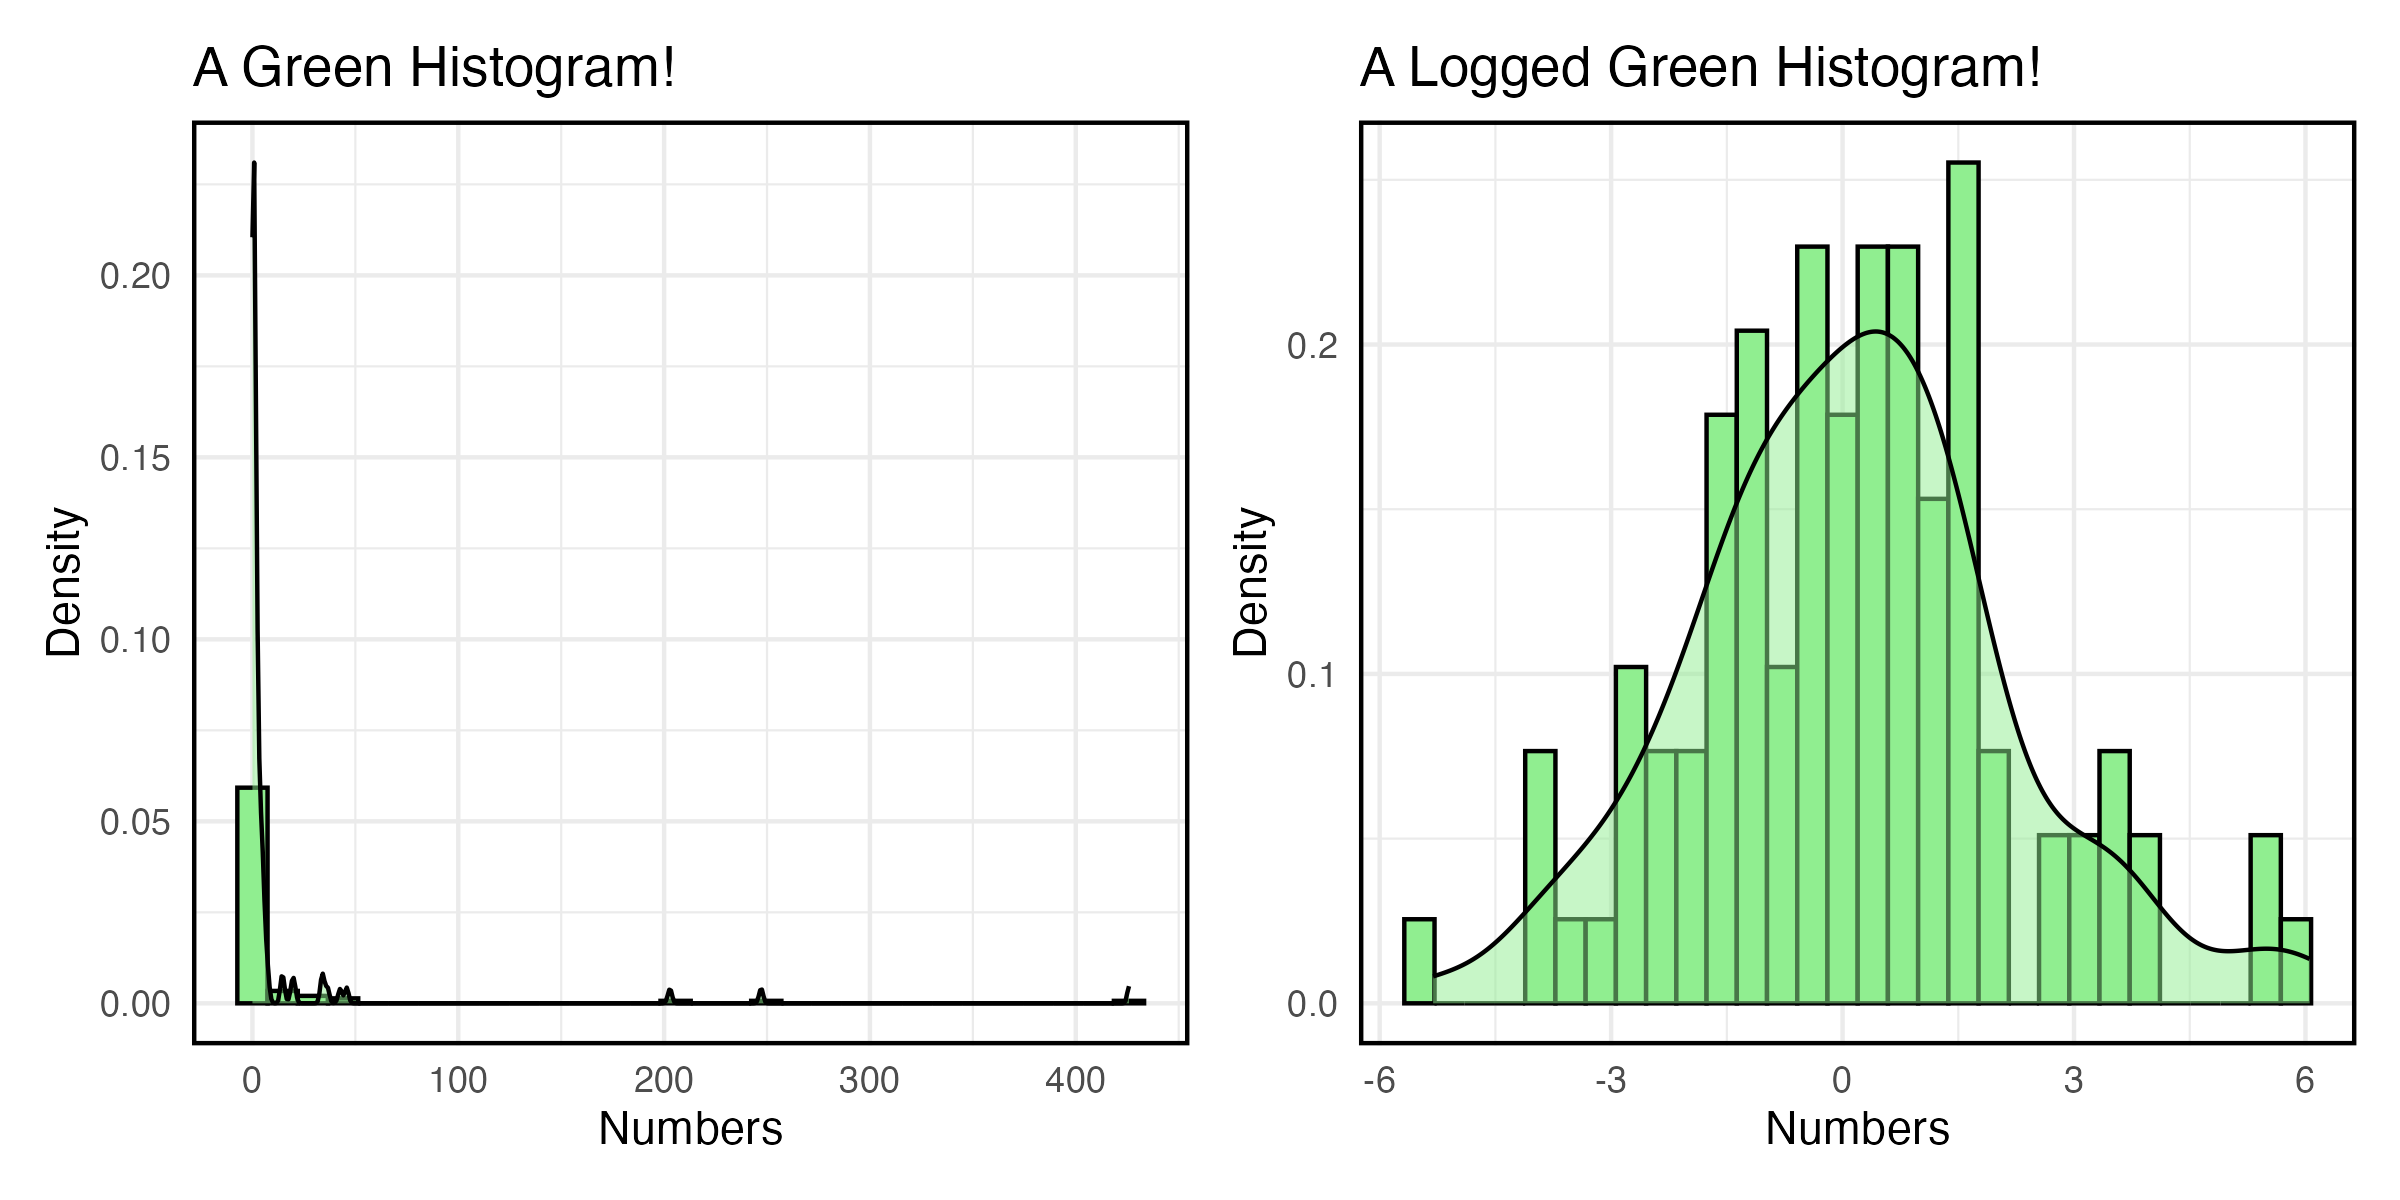 A Green Histogram!
Density
0.20
0.15
0.10
0.05
0.00
0 100 200 300 400
Numbers
A Logged Green Histogram!
Density
0.2
0.1
0.0
-6 -3 0 3 6
Numbers